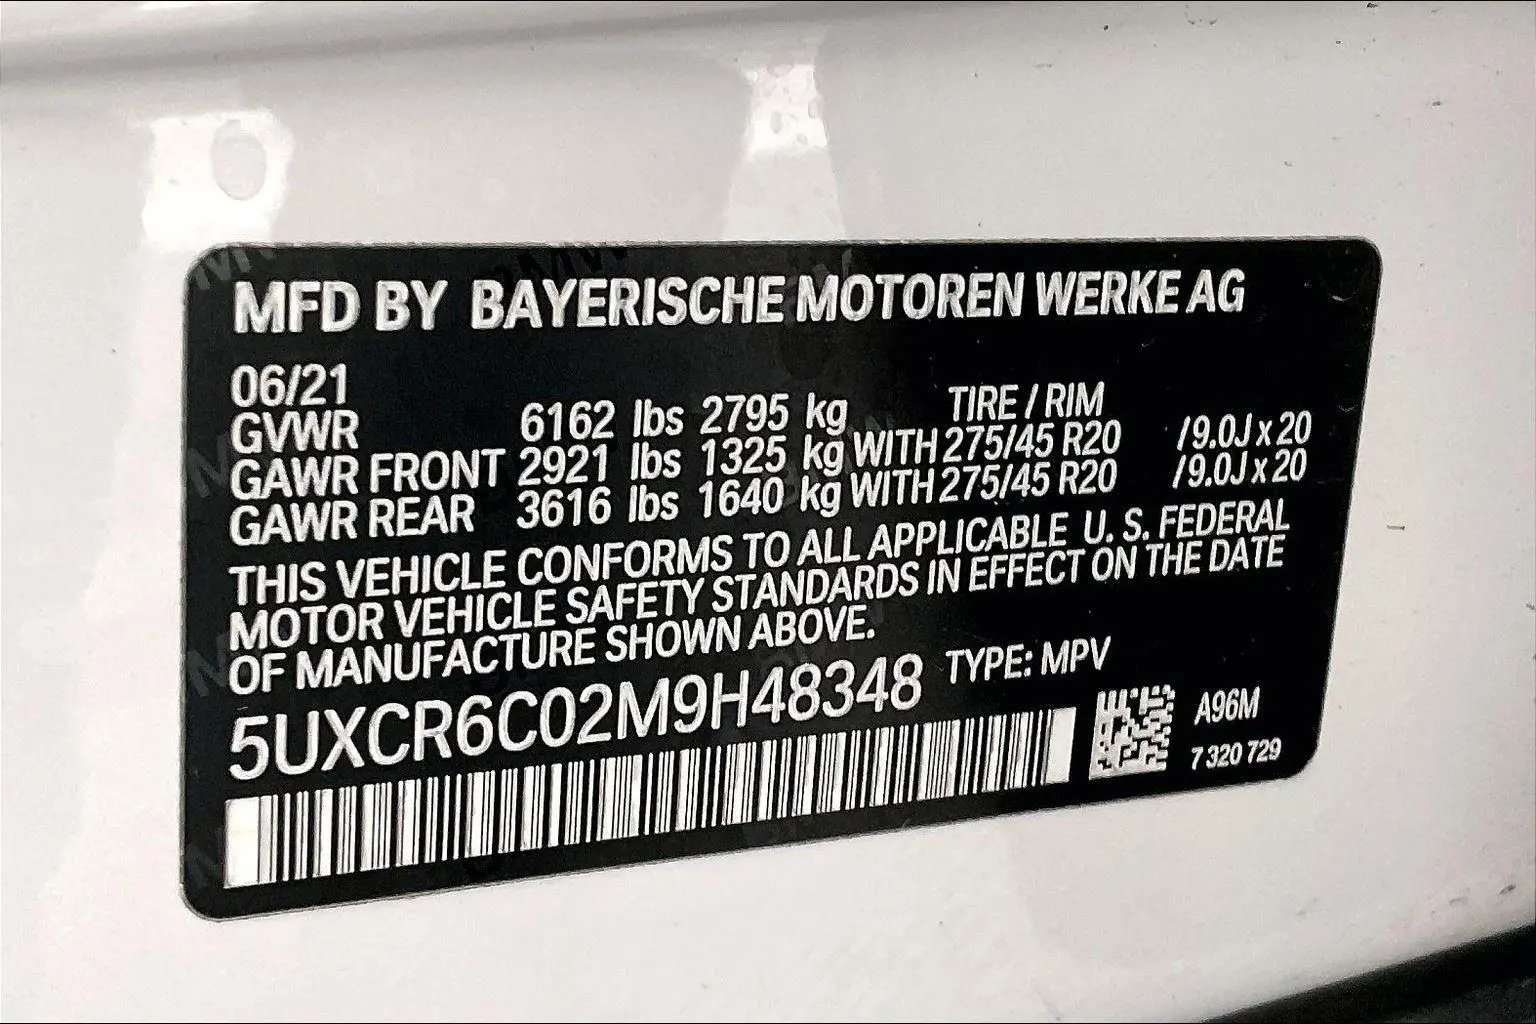 MFD BY BAYERISCHE MOTOREN WERKE AG
06/21
GVWR 6162 lbs 2795 kg TIRE / RIM
GAWR FRONT 2921 lbs 1325 kg WITH 275/45 R20 /9.0J x 20
GAWR REAR 3616 lbs 1640 kg WITH 275/45 R20 /9.0J x 20
THIS VEHICLE CONFORMS TO ALL APPLICABLE U. S. FEDERAL
MOTOR VEHICLE SAFETY STANDARDS IN EFFECT ON THE DATE
OF MANUFACTURE SHOWN ABOVE.
5UXCR6C02M9H48348 TYPE: MPV
A96M
7 320 729